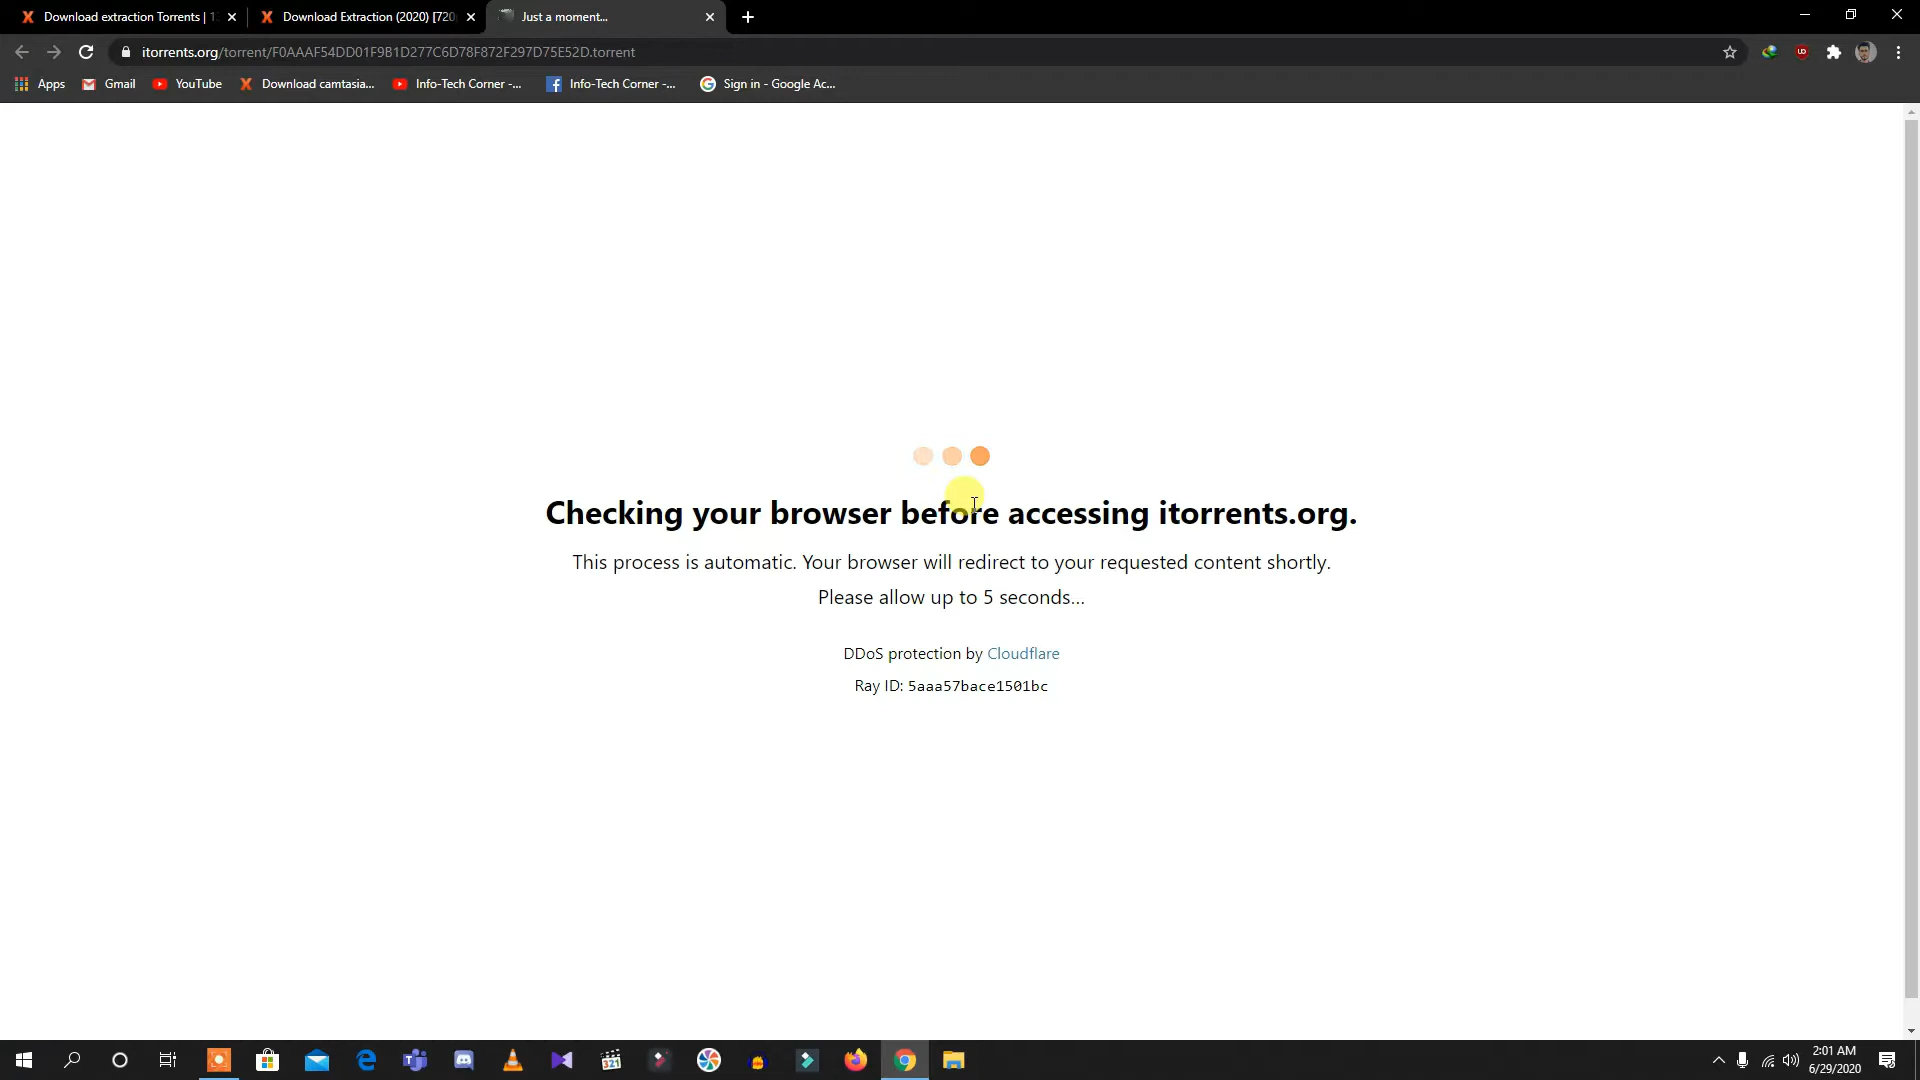 Download extraction Torrents | 1
Download Extraction (2020) [720
Just a moment...
itorrents.org/torrent/F0AAAF54DD01F9B1D277C6D78F872F297D75E52D.torrent
Apps
Gmail
YouTube
Download camtasia...
Info-Tech Corner -...
Info-Tech Corner -...
Sign in - Google Ac...
Checking your browser before accessing itorrents.org.
This process is automatic. Your browser will redirect to your requested content shortly.
Please allow up to 5 seconds...
DDoS protection by Cloudflare
Ray ID: 5aaa57bace1501bc
321
2:01 AM
6/29/2020